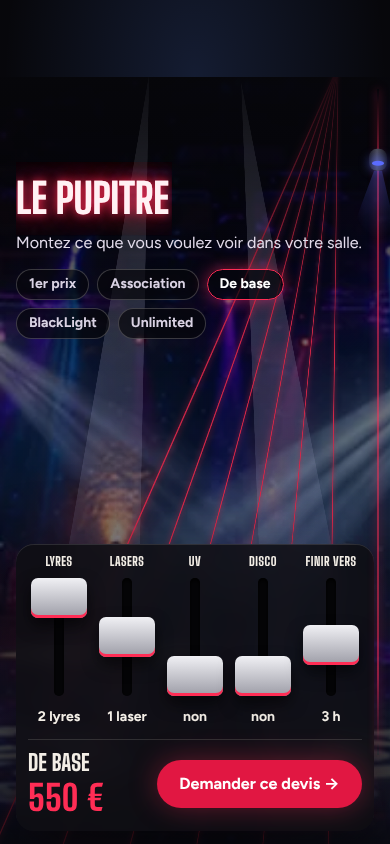 LE PUPITRE
Montez ce que vous voulez voir dans votre salle.
1er prix Association De base
BlackLight Unlimited
LYRES LASERS UV DISCO FINIR VERS
2 lyres 1 laser non non 3 h
DE BASE
550 €
Demander ce devis →